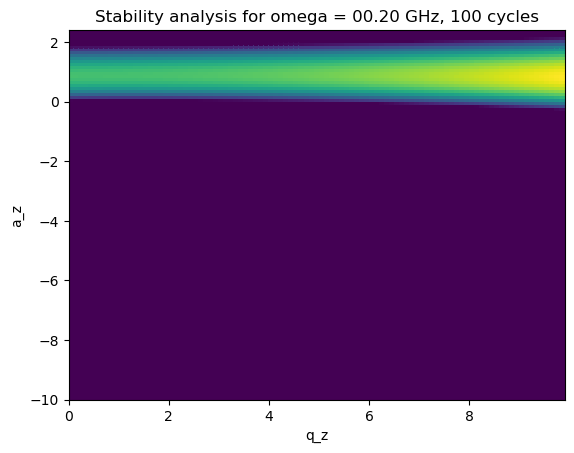 Stability analysis for omega = 00.20 GHz, 100 cycles
2
0
−2
−4
−6
−8
−10
a_z
0 2 4 6 8
q_z